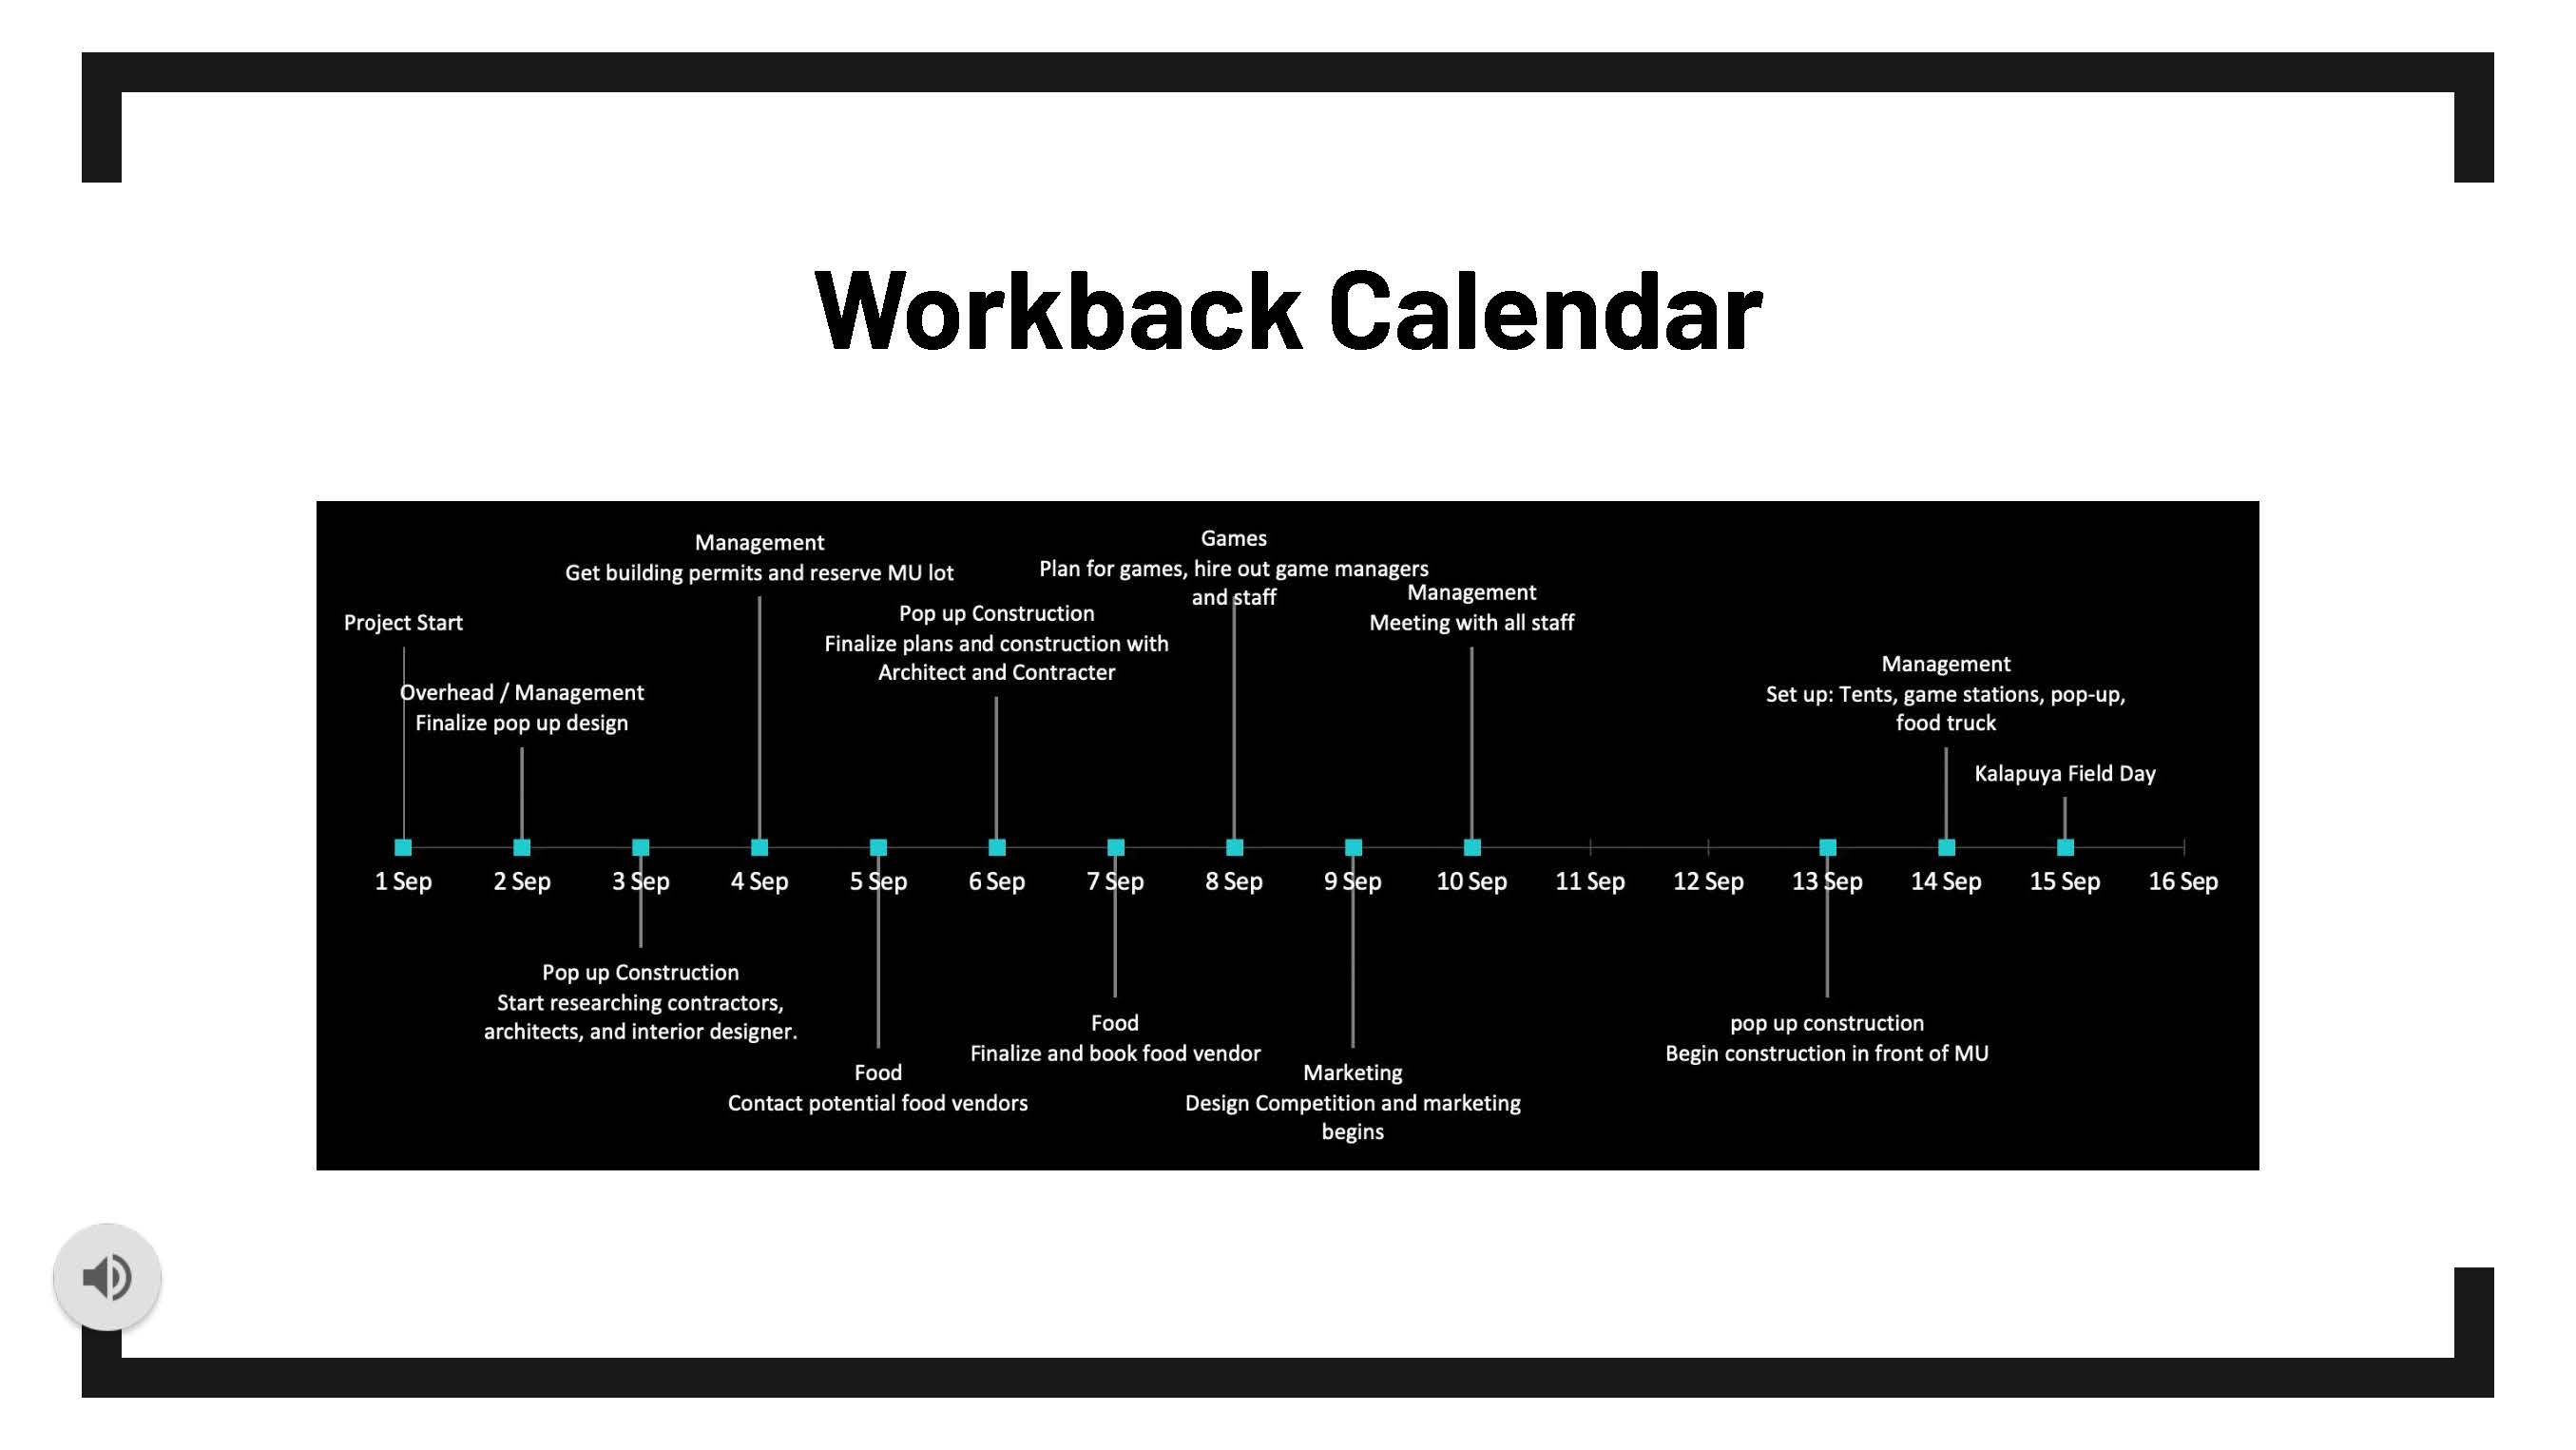 Workback Calendar
Project Start
Overhead / Management
Finalize pop up design
Management
Get building permits and reserve MU lot
Pop up Construction
Finalize plans and construction with
Architect and Contracter
Games
Plan for games, hire out game managers
and staff
Management
Meeting with all staff
Management
Set up: Tents, game stations, pop-up,
food truck
Kalapuya Field Day
1 Sep 2 Sep 3 Sep 4 Sep 5 Sep 6 Sep 7 Sep 8 Sep 9 Sep 10 Sep 11 Sep 12 Sep 13 Sep 14 Sep 15 Sep 16 Sep
Pop up Construction
Start researching contractors,
architects, and interior designer.
Food
Contact potential food vendors
Food
Finalize and book food vendor
Marketing
Design Competition and marketing
begins
pop up construction
Begin construction in front of MU